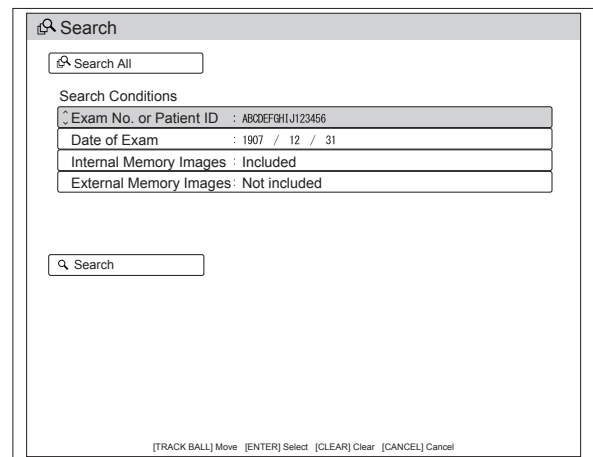 Search
Search All
Search Conditions
Exam No. or Patient ID : ABCDEFGHIJ123456
Date of Exam : 1907 / 12 / 31
Internal Memory Images : Included
External Memory Images : Not included
Search
[TRACK BALL] Move [ENTER] Select [CLEAR] Clear [CANCEL] Cancel